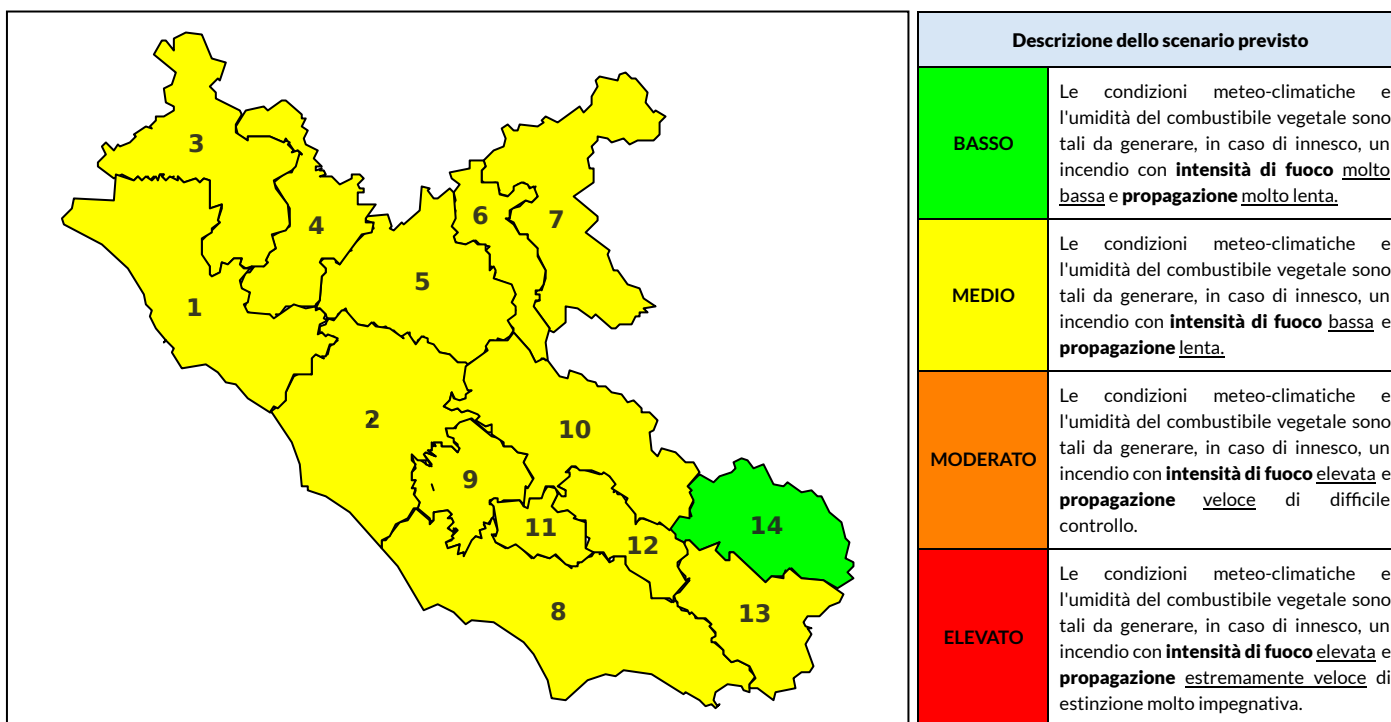 3
4
6
7
5
1
2
10
9
11
12
14
8
13
Descrizione dello scenario previsto
BASSO
Le condizioni meteo-climatiche e
l'umidità del combustibile vegetale sono
tali da generare, in caso di innesco, un
incendio con intensità di fuoco molto
bassa e propagazione molto lenta.
MEDIO
Le condizioni meteo-climatiche e
l'umidità del combustibile vegetale sono
tali da generare, in caso di innesco, un
incendio con intensità di fuoco bassa e
propagazione lenta.
MODERATO
Le condizioni meteo-climatiche e
l'umidità del combustibile vegetale sono
tali da generare, in caso di innesco, un
incendio con intensità di fuoco elevata e
propagazione veloce di difficile
controllo.
ELEVATO
Le condizioni meteo-climatiche e
l'umidità del combustibile vegetale sono
tali da generare, in caso di innesco, un
incendio con intensità di fuoco elevata e
propagazione estremamente veloce di
estinzione molto impegnativa.